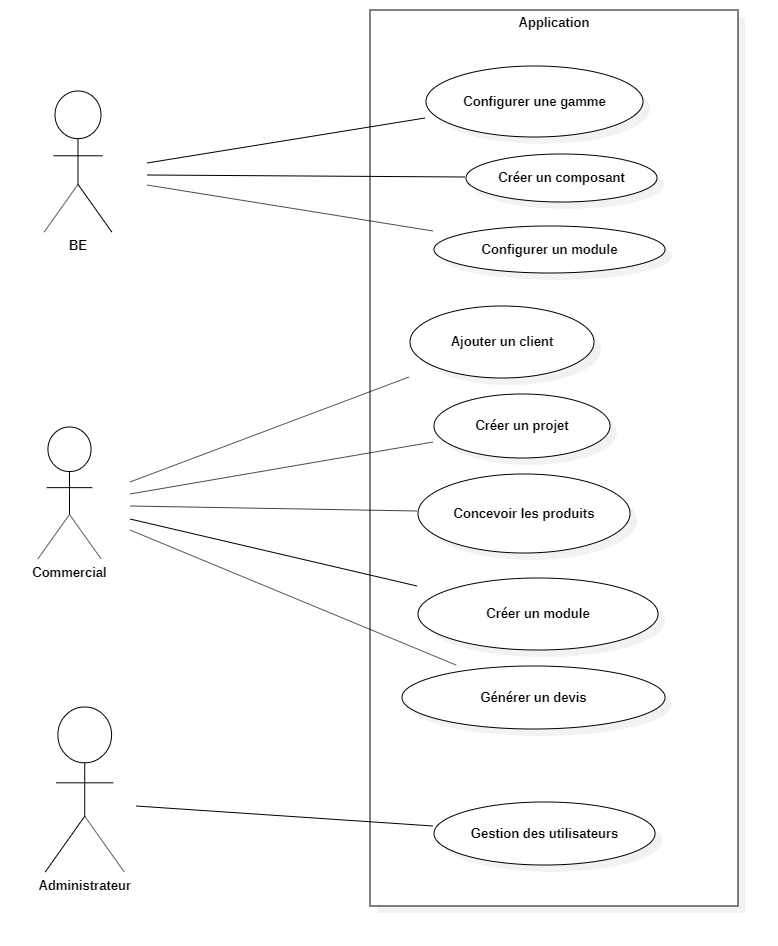 Application
Configurer une gamme
Créer un composant
Configurer un module
BE
Ajouter un client
Créer un projet
Concevoir les produits
Commercial
Créer un module
Générer un devis
Gestion des utilisateurs
Administrateur